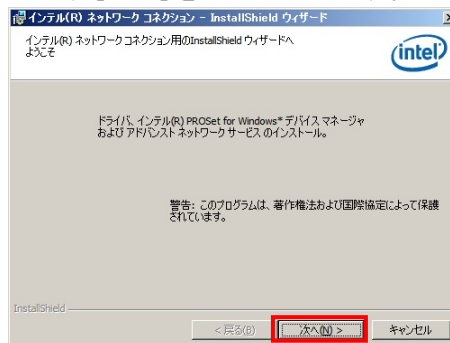 インテル(R) ネットワーク コネクション - InstallShield ウィザード
インテル(R) ネットワーク コネクション用のInstallShield ウィザードへ
ようこそ
intel
ドライバ、インテル(R) PROSet for Windows* デバイス マネージャ
および アドバンスト ネットワーク サービス のインストール。
警告: このプログラムは、著作権法および国際協定によって保護
されています。
InstallShield
< 戻る(B)
次へ(N) >
キャンセル